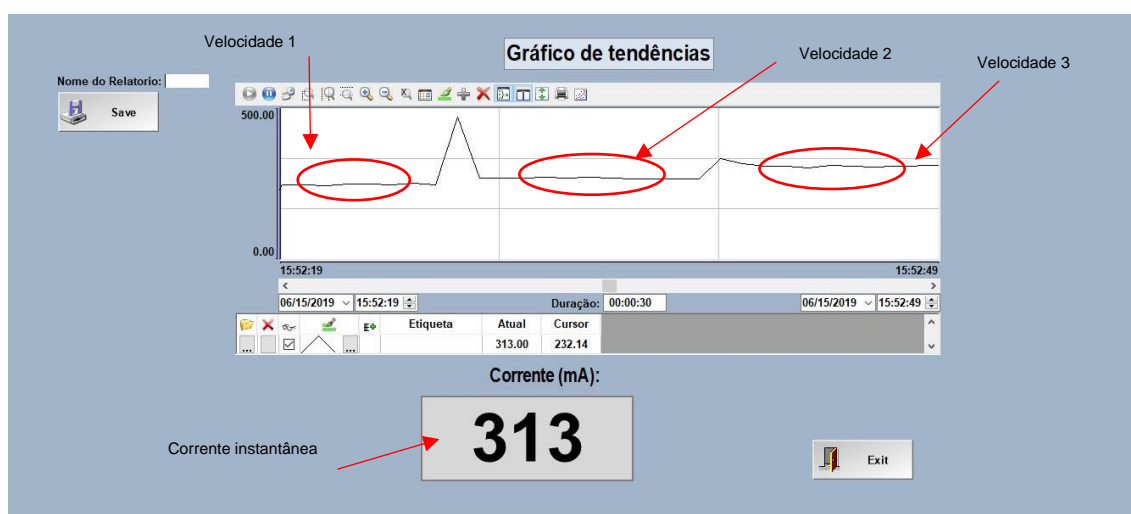 Velocidade 1
Gráfico de tendências
Velocidade 2
Velocidade 3
Nome do Relatorio:
Save
500.00
0.00
15:52:19
15:52:49
06/15/2019 15:52:19
Duração: 00:00:30
06/15/2019 15:52:49
Etiqueta Atual Cursor
313.00 232.14
Corrente (mA):
313
Corrente instantânea
Exit